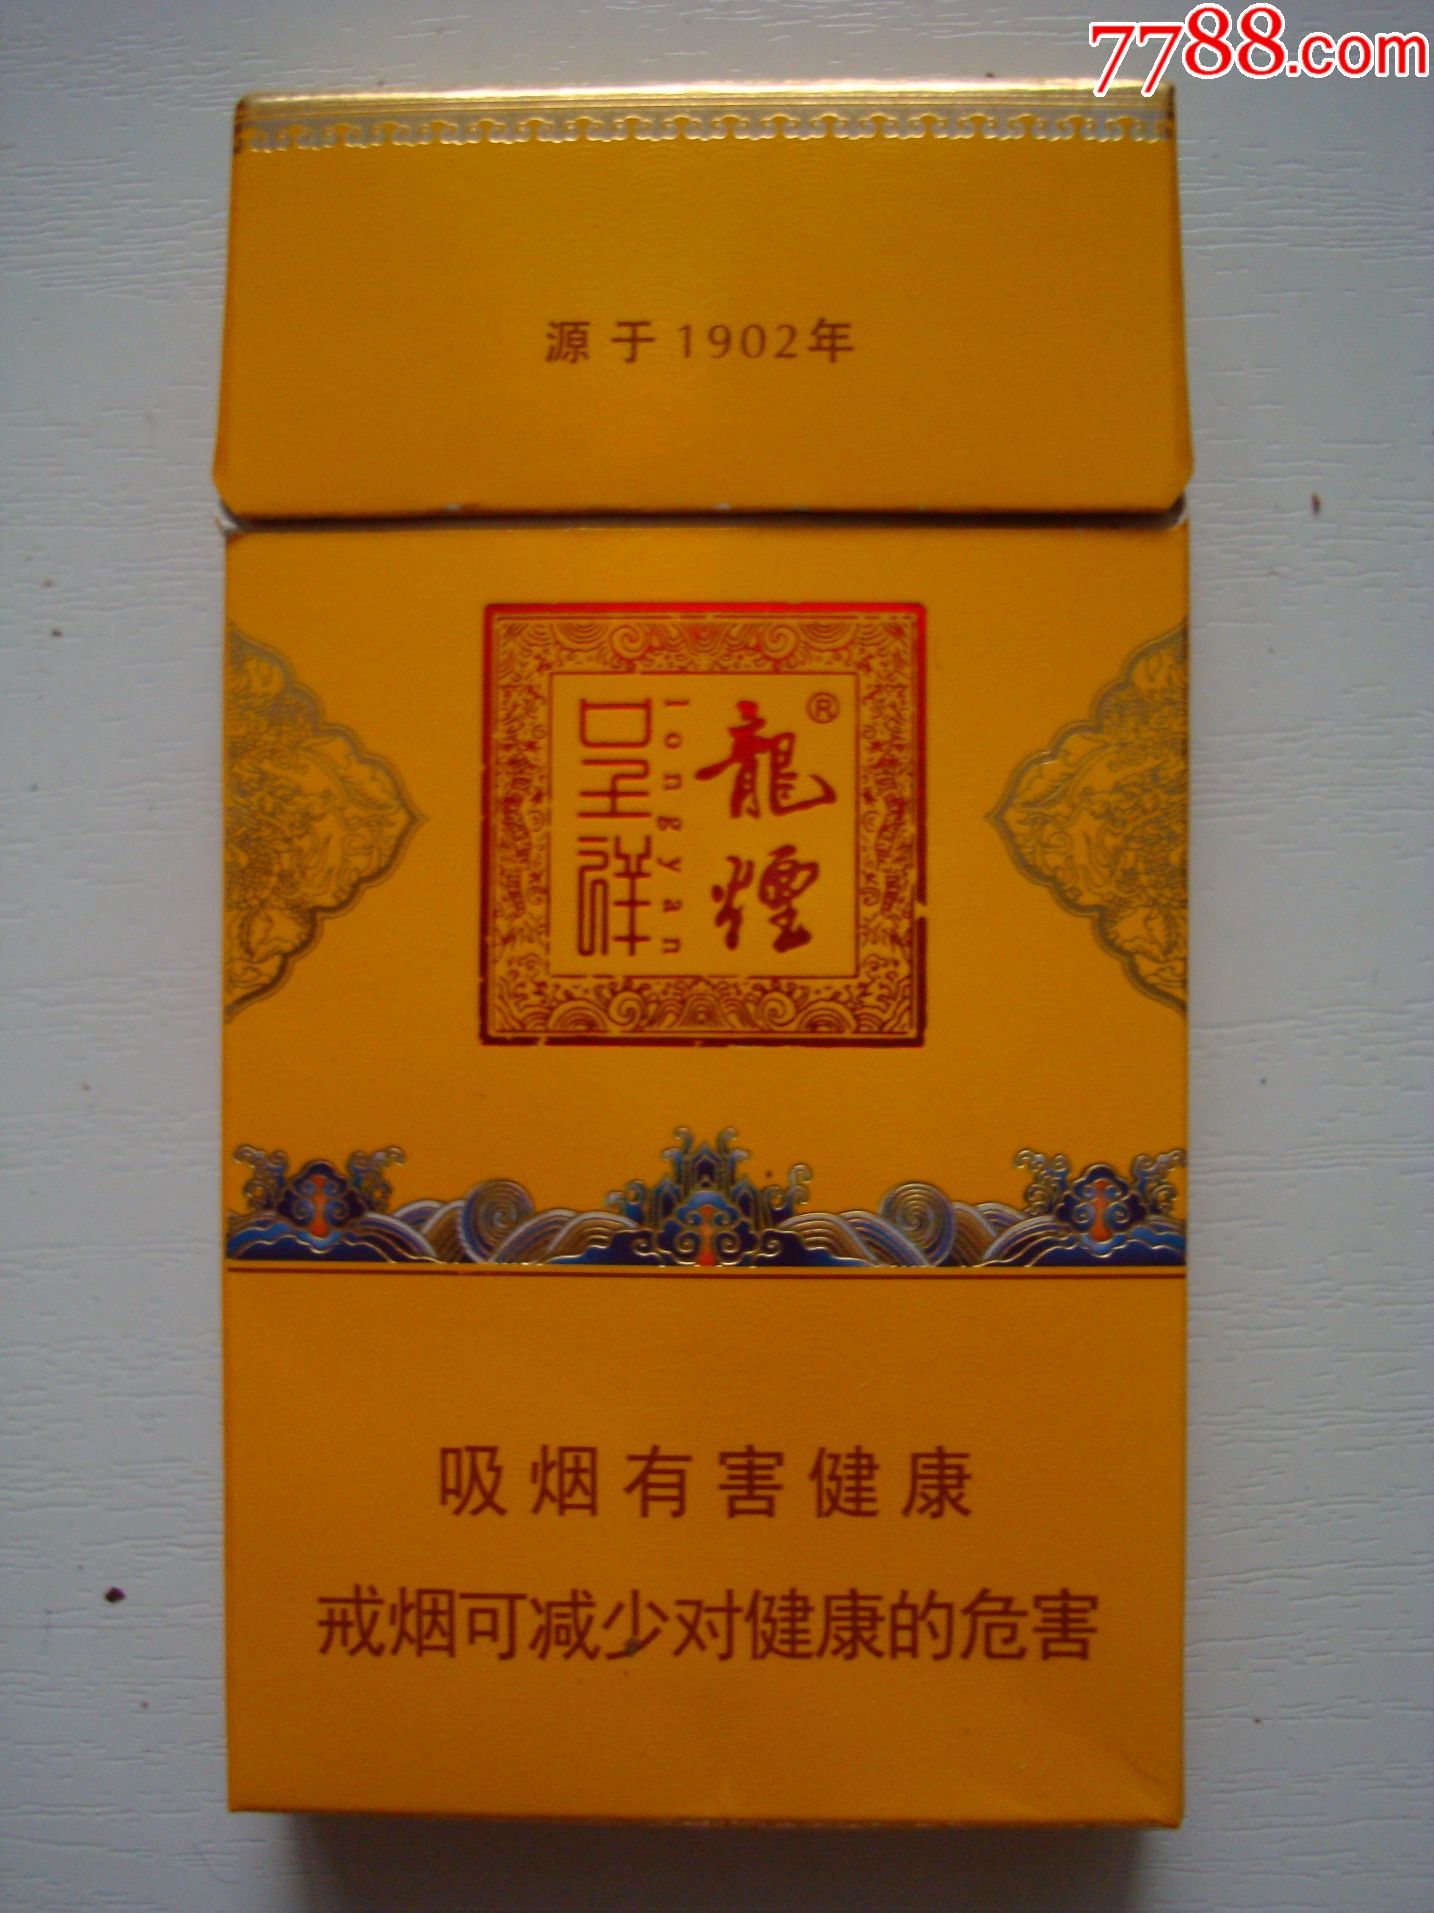 7788.com
源于1902年
龍煙®
longyan
呈祥
吸烟有害健康
戒烟可减少对健康的危害